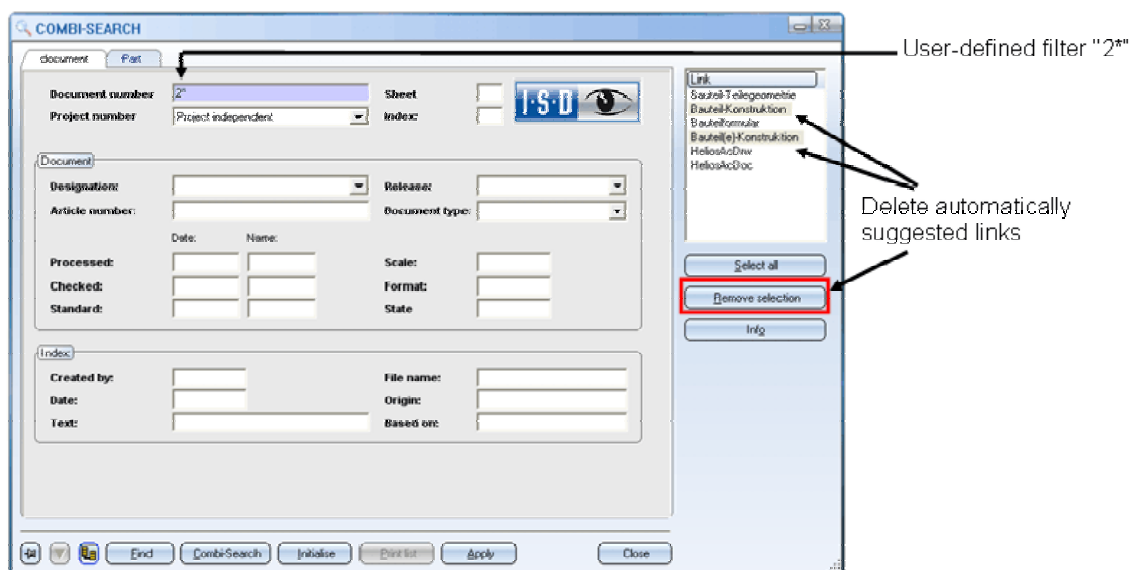 COMBI-SEARCH
document Part
User-defined filter "2*"
Document number 2* Sheet
Project number Project independent Index:
I·S·D
Link
Bauteil-Teilegeometrie
Bauteil-Konstruktion
Bauteilformular
Bauteil(e)-Konstruktion
HeliosAcDrw
HeliosAcDoc
Delete automatically
suggested links
Document
Designation: Release:
Article number: Document type:
Date: Name:
Processed: Scale:
Checked: Format:
Standard: State
Select all
Remove selection
Info
Index
Created by: File name:
Date: Origin:
Text: Based on:
Find Combi-Search Initialise Print list Apply Close